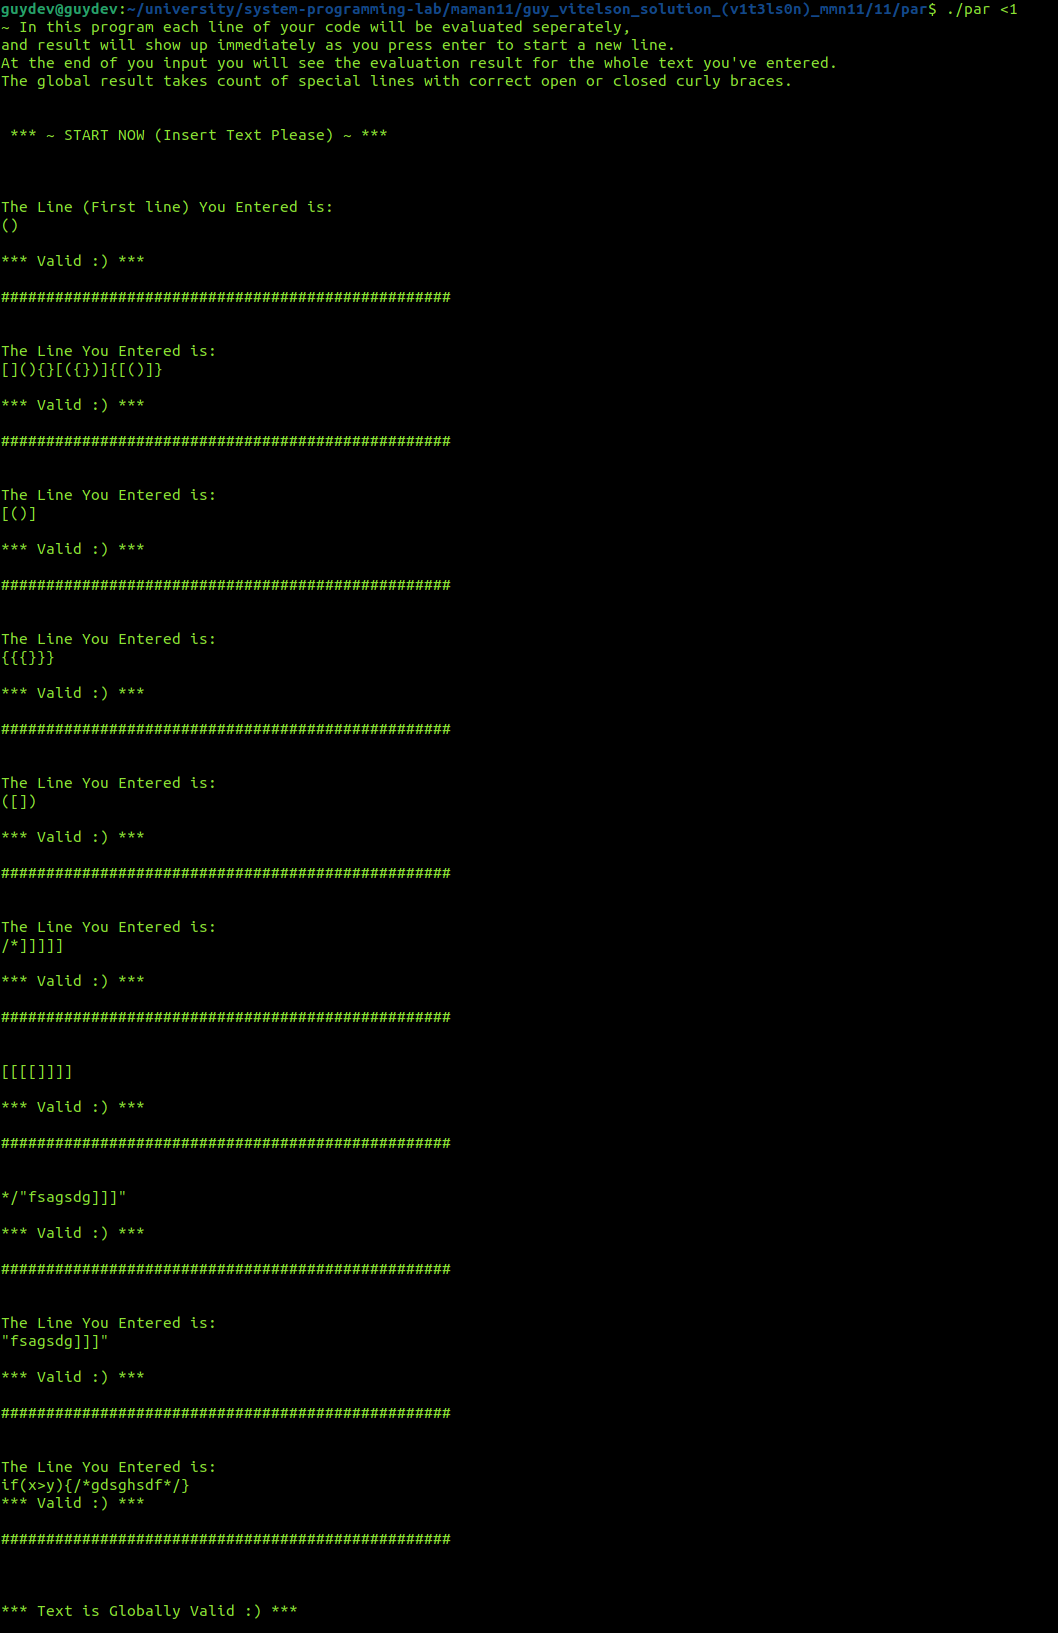 guydev@guydev:~/university/system-programming-lab/maman11/guy_vitelson_solution_(v1t3ls0n)_mmn11/11/par$ ./par <1
~ In this program each line of your code will be evaluated seperately,
and result will show up immediately as you press enter to start a new line.
At the end of you input you will see the evaluation result for the whole text you've entered.
The global result takes count of special lines with correct open or closed curly braces.
*** ~ START NOW (Insert Text Please) ~ ***
The Line (First line) You Entered is:
()
*** Valid :) ***
##################################################
The Line You Entered is:
[](){}[({})]{[()]}
*** Valid :) ***
##################################################
The Line You Entered is:
[()]
*** Valid :) ***
##################################################
The Line You Entered is:
{{{}}}
*** Valid :) ***
##################################################
The Line You Entered is:
([])
*** Valid :) ***
##################################################
The Line You Entered is:
/*]]]]]
*** Valid :) ***
##################################################
[[[[]]]]
*** Valid :) ***
##################################################
*/"fsagsdg]]]"
*** Valid :) ***
##################################################
The Line You Entered is:
"fsagsdg]]]"
*** Valid :) ***
##################################################
The Line You Entered is:
if(x>y){/*gdsghsdf*/}
*** Valid :) ***
##################################################
*** Text is Globally Valid :) ***